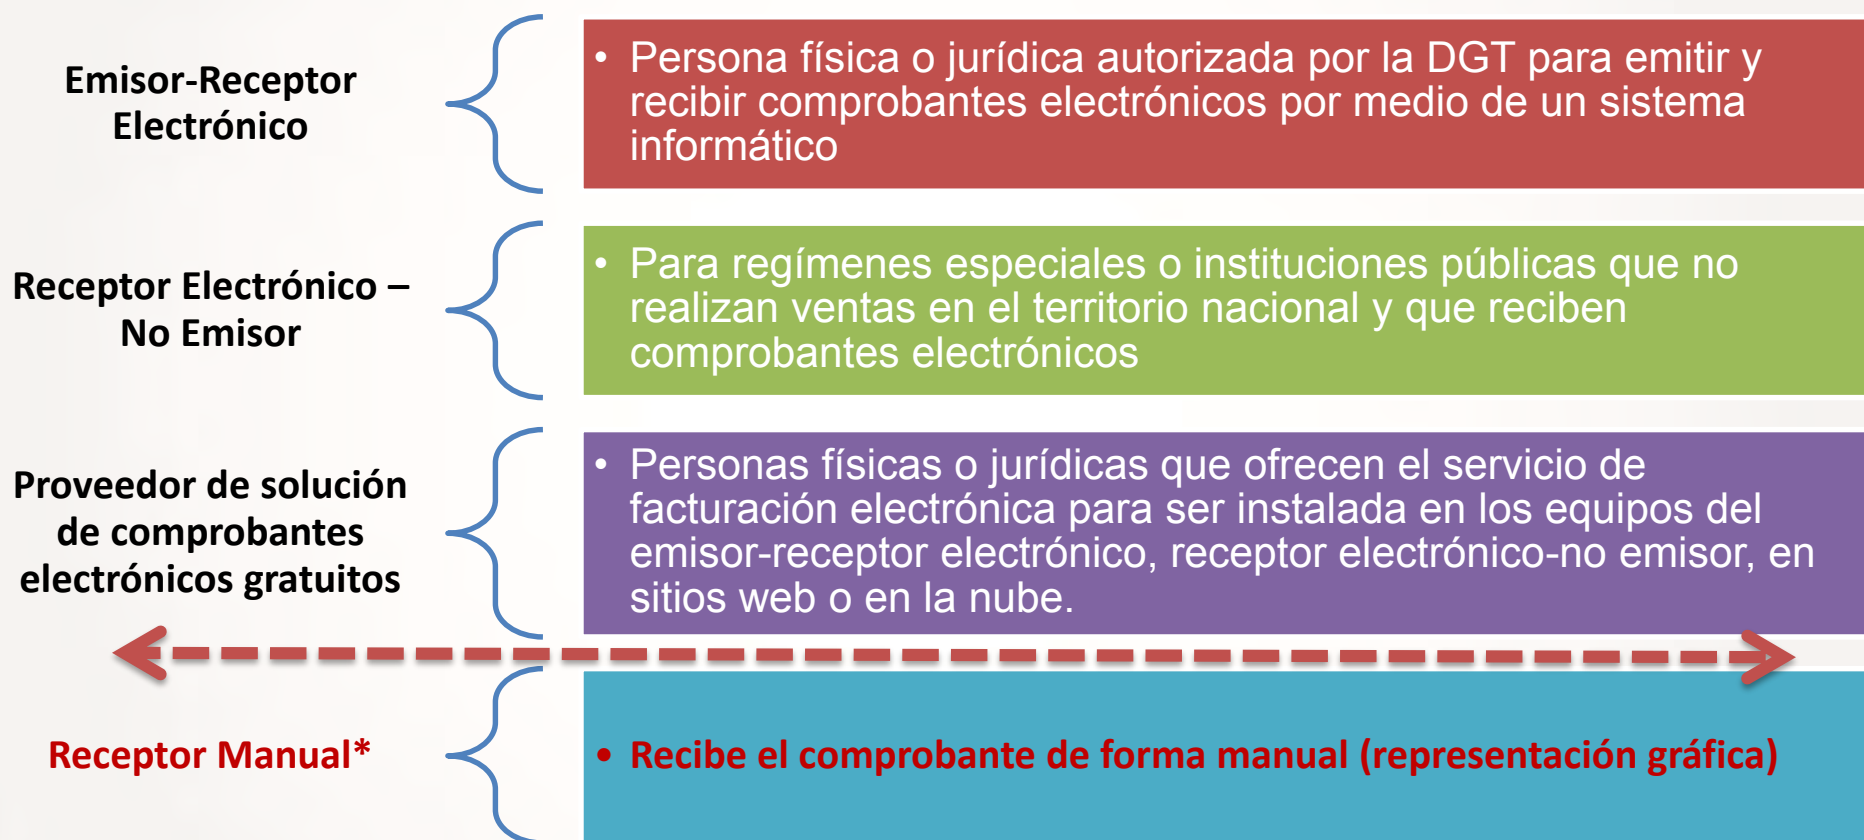 Emisor-Receptor
Electrónico
• Persona física o jurídica autorizada por la DGT para emitir y
recibir comprobantes electrónicos por medio de un sistema
informático
Receptor Electrónico –
No Emisor
• Para regímenes especiales o instituciones públicas que no
realizan ventas en el territorio nacional y que reciben
comprobantes electrónicos
Proveedor de solución
de comprobantes
electrónicos gratuitos
• Personas físicas o jurídicas que ofrecen el servicio de
facturación electrónica para ser instalada en los equipos del
emisor-receptor electrónico, receptor electrónico-no emisor, en
sitios web o en la nube.
Receptor Manual*
• Recibe el comprobante de forma manual (representación gráfica)